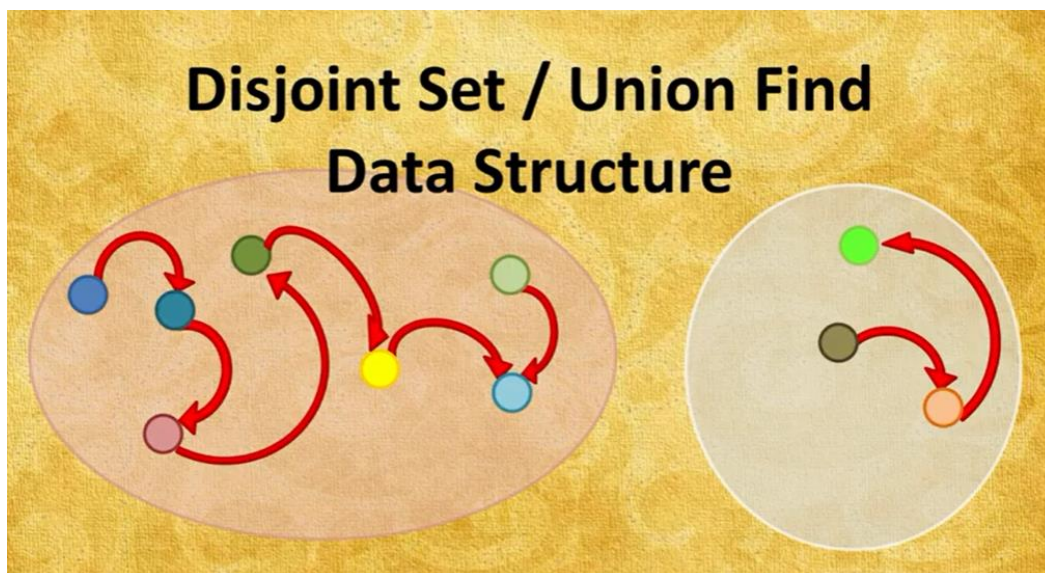 Disjoint Set / Union Find
Data Structure